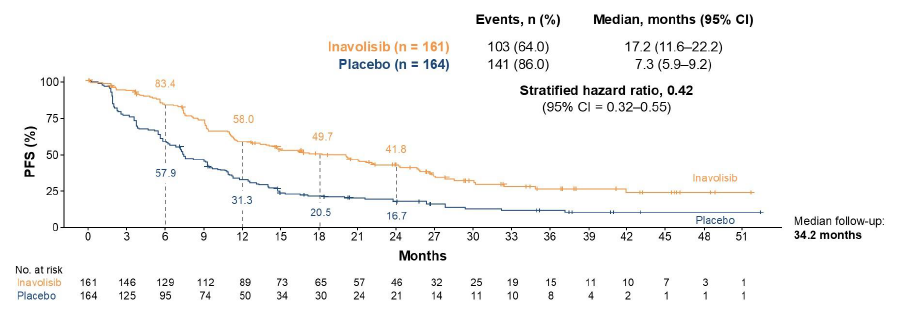 Events, n (%) Median, months (95% CI)
Inavolisib (n = 161) 103 (64.0) 17.2 (11.6–22.2)
Placebo (n = 164) 141 (86.0) 7.3 (5.9–9.2)
Stratified hazard ratio, 0.42
(95% CI = 0.32–0.55)
PFS (%)
100
75
50
25
0
83.4
58.0
49.7
41.8
57.9
31.3
20.5
16.7
Inavolisib
Placebo
0 3 6 9 12 15 18 21 24 27 30 33 36 39 42 45 48 51
Months
Median follow-up:
34.2 months
No. at risk
Inavolisib 161 146 129 112 89 73 65 57 46 32 25 19 15 11 10 7 3 1
Placebo 164 125 95 74 50 34 30 24 21 14 11 10 8 4 2 1 1 1